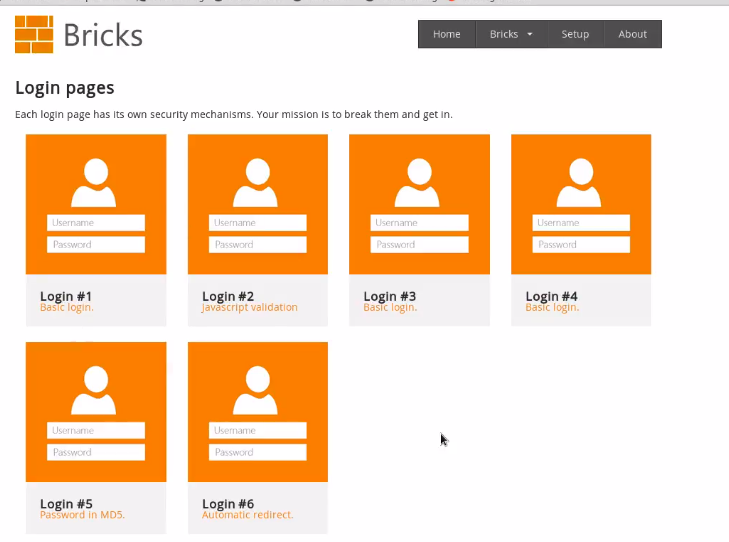 Bricks
Home Bricks Setup About
Login pages
Each login page has its own security mechanisms. Your mission is to break them and get in.
Username Username Username Username
Password Password Password Password
Login #1 Login #2 Login #3 Login #4
Basic login. Javascript validation Basic login. Basic login.
Username Username
Password Password
Login #5 Login #6
Password in MD5. Automatic redirect.